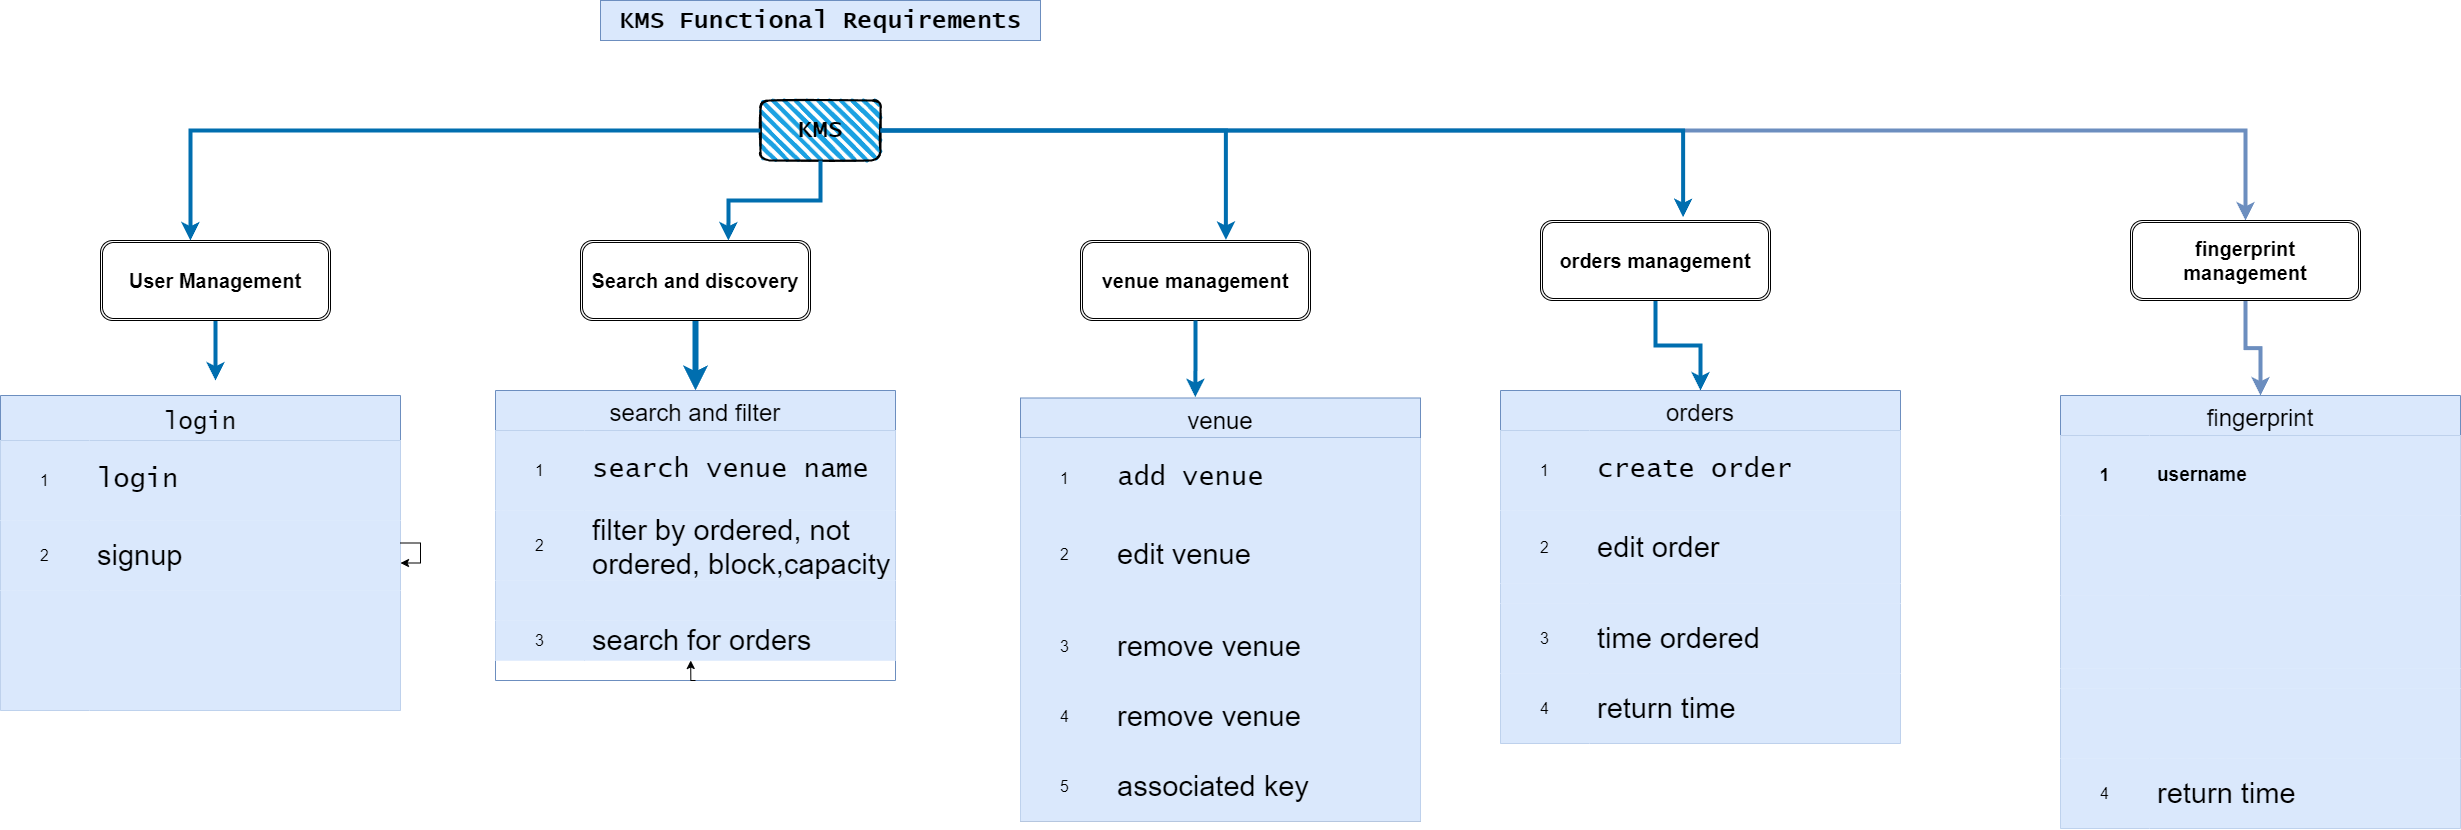 KMS Functional Requirements
KMS
User Management
Search and discovery
venue management
orders management
fingerprint
management
login
1 login
2 signup
search and filter
1 search venue name
2 filter by ordered, not
ordered, block,capacity
3 search for orders
venue
1 add venue
2 edit venue
3 remove venue
4 remove venue
5 associated key
orders
1 create order
2 edit order
3 time ordered
4 return time
fingerprint
1 username
4 return time